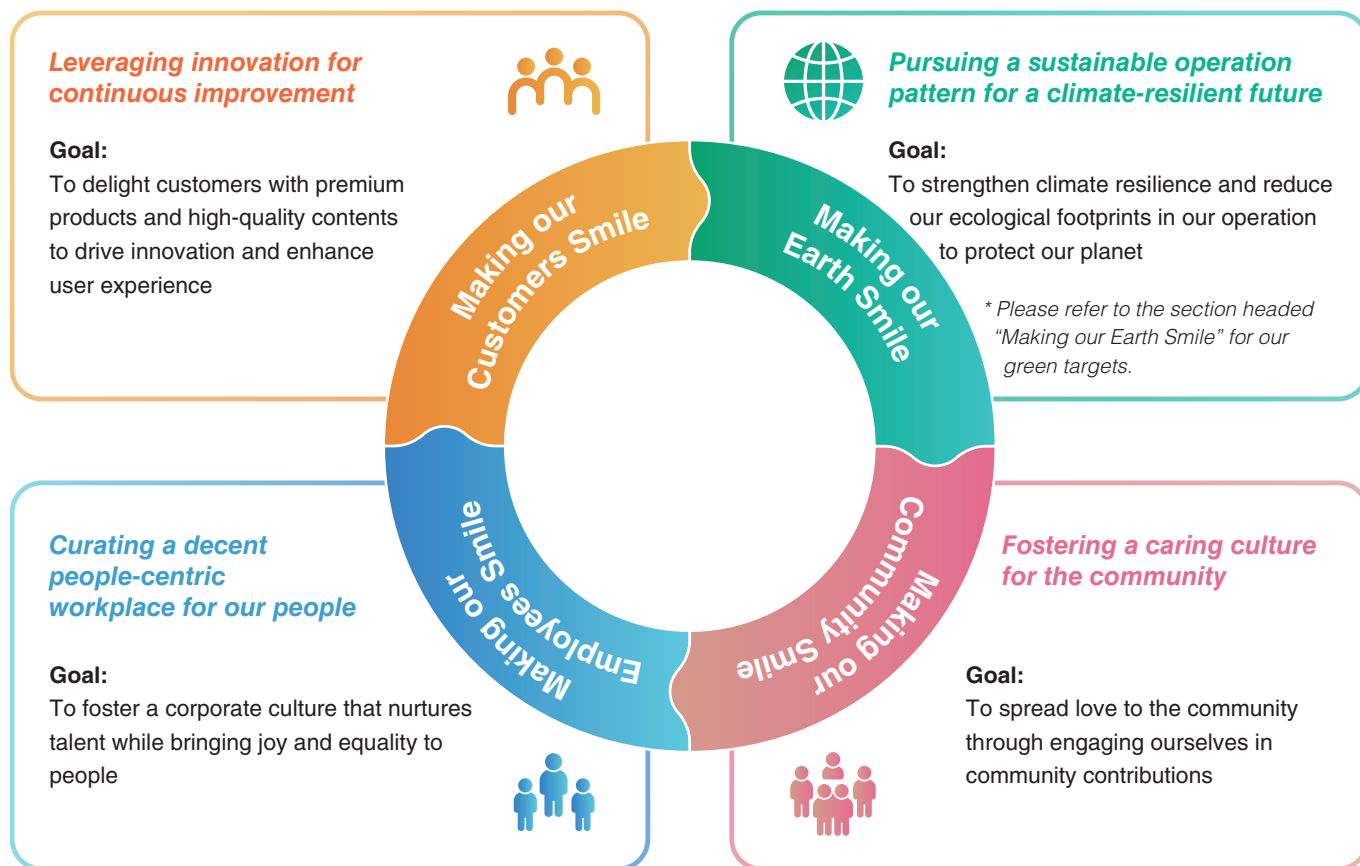 Leveraging innovation for
continuous improvement
Goal:
To delight customers with premium
products and high-quality contents
to drive innovation and enhance
user experience
Pursuing a sustainable operation
pattern for a climate-resilient future
Goal:
To strengthen climate resilience and reduce
our ecological footprints in our operation
to protect our planet
* Please refer to the section headed
“Making our Earth Smile” for our
green targets.
Making our
Customers Smile
Making our
Earth Smile
Making our
Employees Smile
Making our
Community Smile
Curating a decent
people-centric
workplace for our people
Goal:
To foster a corporate culture that nurtures
talent while bringing joy and equality to
people
Fostering a caring culture
for the community
Goal:
To spread love to the community
through engaging ourselves in
community contributions